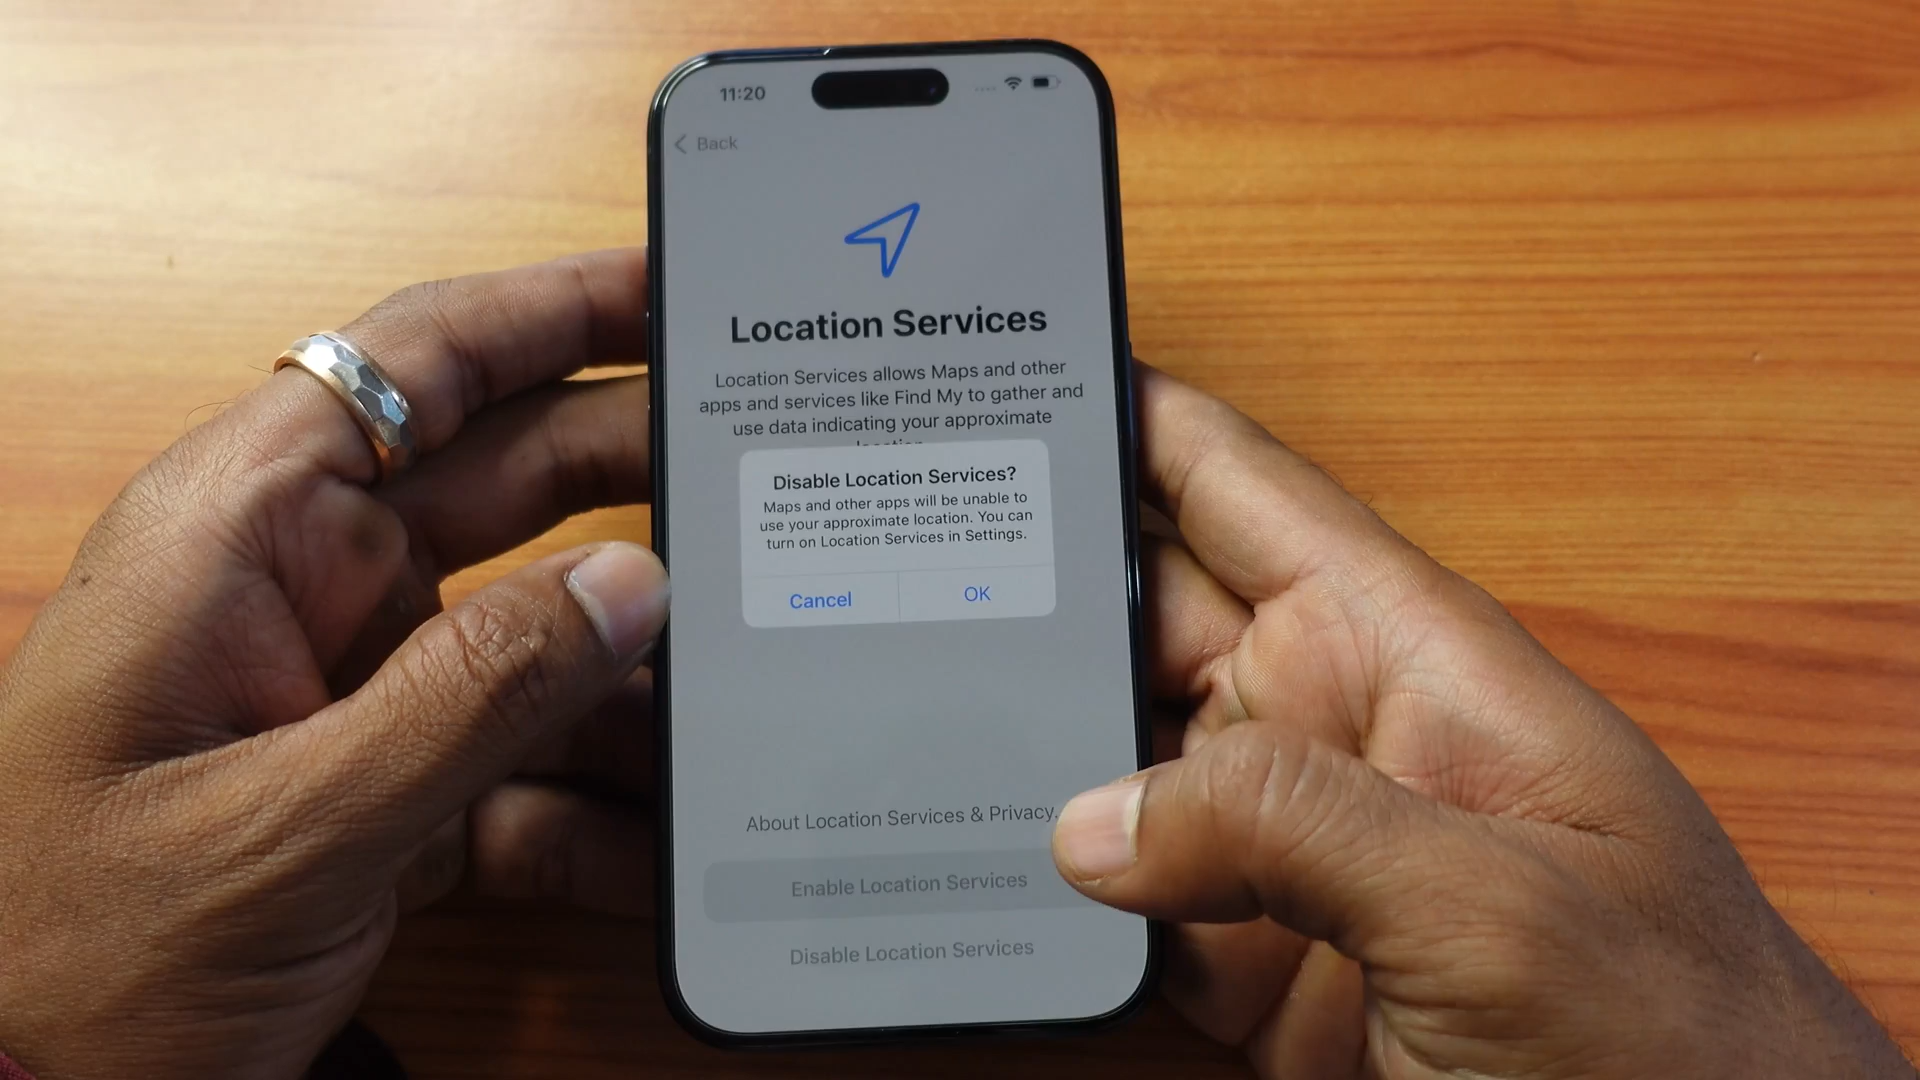 11:20
Back
Location Services
Location Services allows Maps and other
apps and services like Find My to gather and
use data indicating your approximate
Disable Location Services?
Maps and other apps will be unable to
use your approximate location. You can
turn on Location Services in Settings.
Cancel
OK
About Location Services & Privacy.
Enable Location Services
Disable Location Services